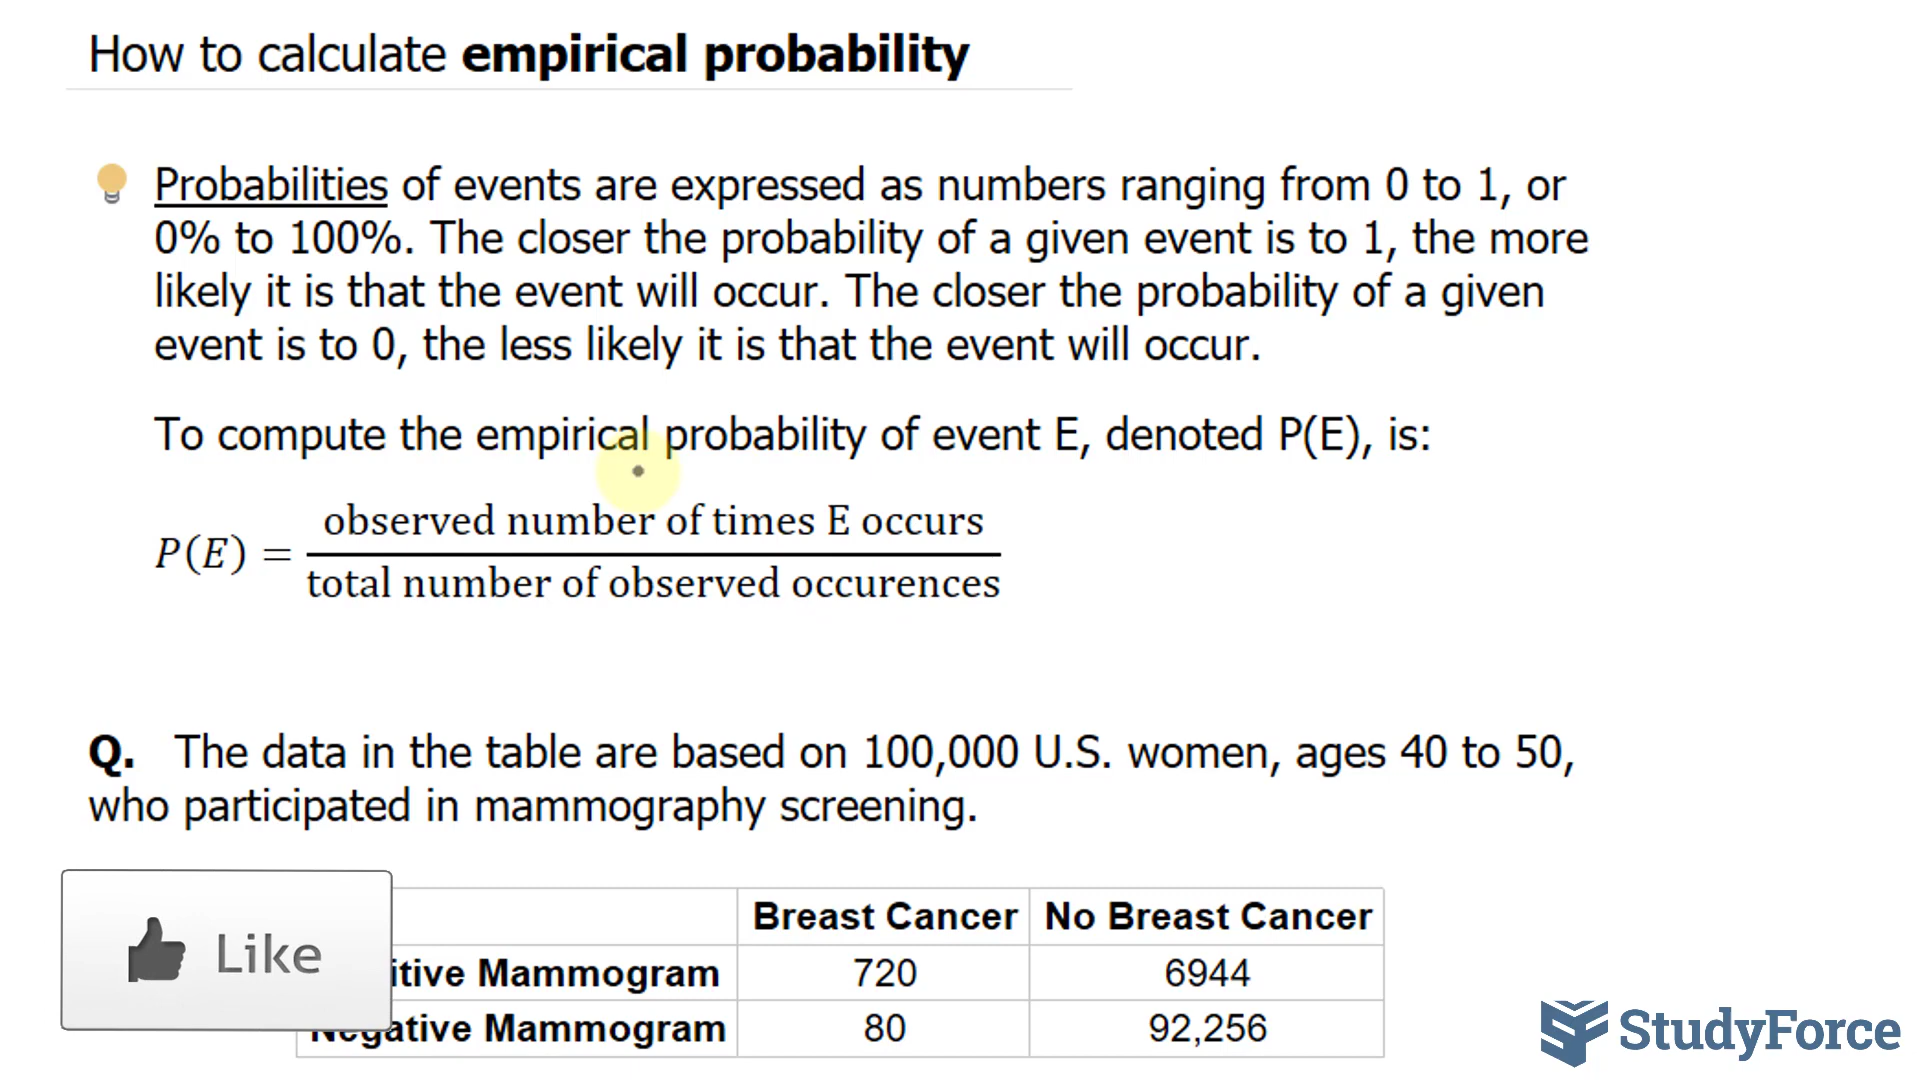 How to calculate empirical probability
Probabilities of events are expressed as numbers ranging from 0 to 1, or
0% to 100%. The closer the probability of a given event is to 1, the more
likely it is that the event will occur. The closer the probability of a given
event is to 0, the less likely it is that the event will occur.
To compute the empirical probability of event E, denoted P(E), is:
observed number of times E occurs
P(E) =
total number of observed occurences
Q. The data in the table are based on 100,000 U.S. women, ages 40 to 50,
who participated in mammography screening.
Breast Cancer No Breast Cancer
itive Mammogram 720 6944
Negative Mammogram 80 92,256
Like
StudyForce